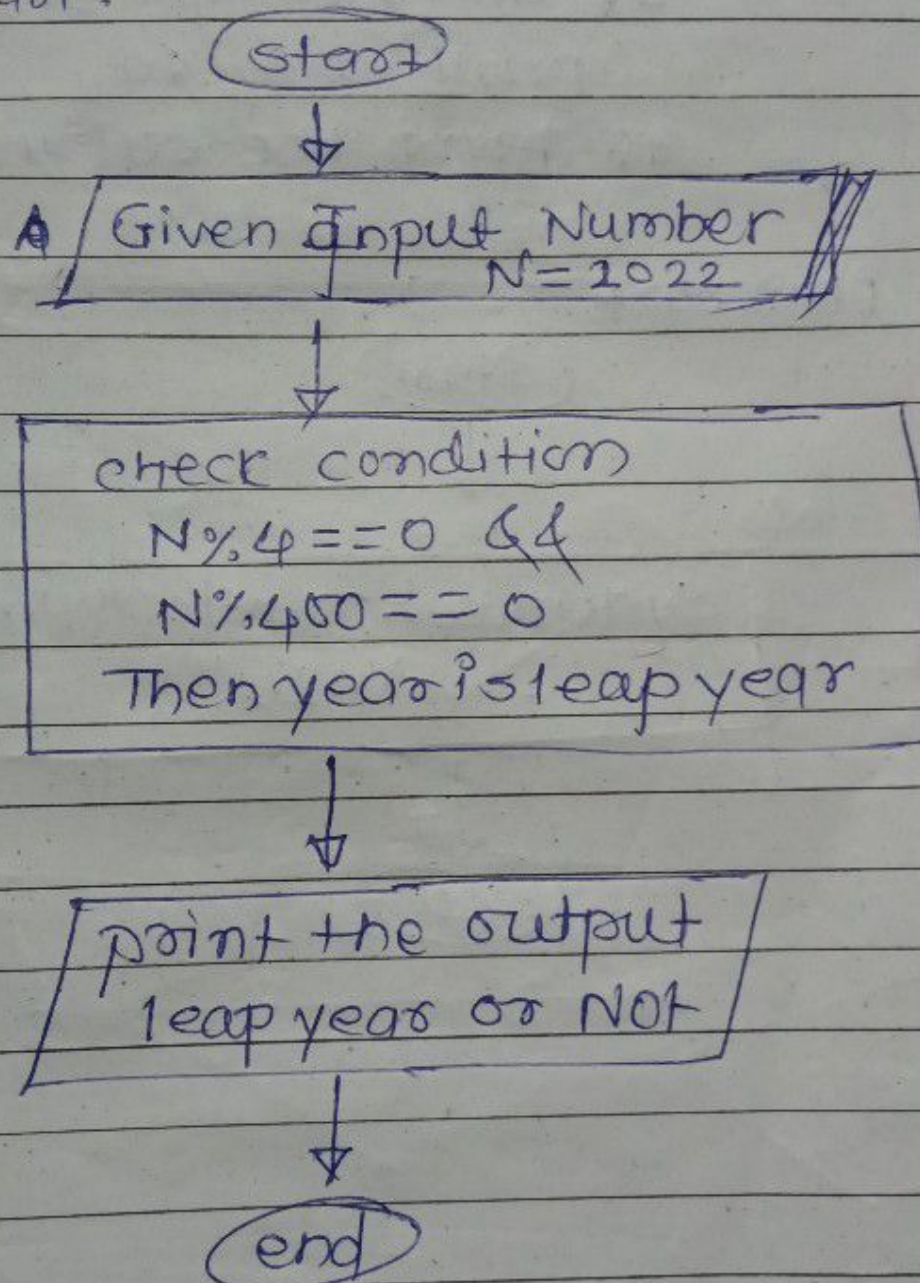 start
Given Input Number
N=2022
check condition
N%4==0 &&
N%400==0
Then year is leap year
print the output
leap year or NOt
end